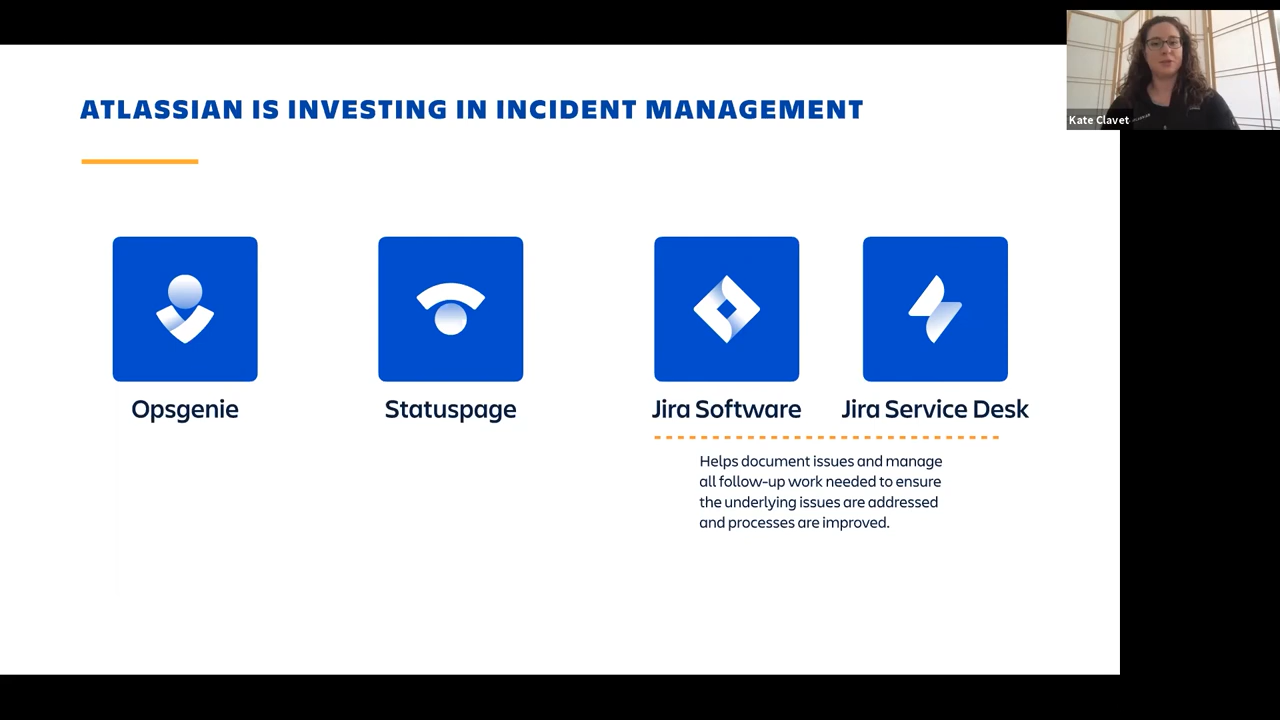 ATLASSIAN IS INVESTING IN INCIDENT MANAGEMENT
Kate Clavet
Opsgenie
Statuspage
Jira Software
Jira Service Desk
Helps document issues and manage
all follow-up work needed to ensure
the underlying issues are addressed
and processes are improved.